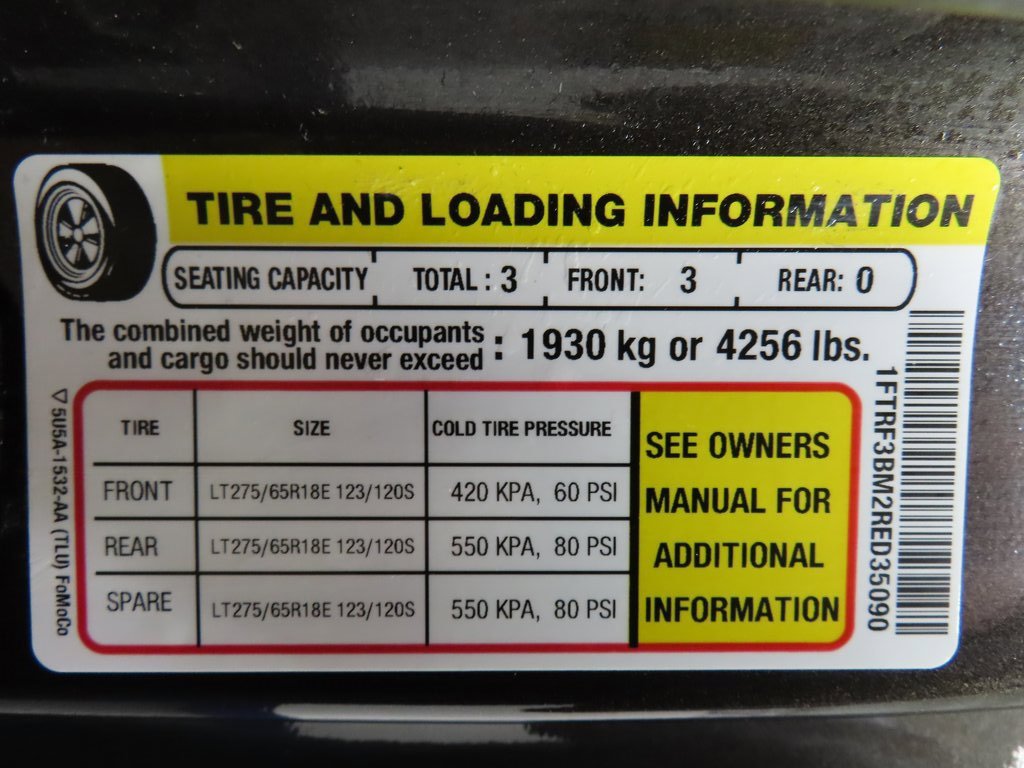 TIRE AND LOADING INFORMATION
SEATING CAPACITY TOTAL : 3 FRONT: 3 REAR: 0
The combined weight of occupants
and cargo should never exceed : 1930 kg or 4256 lbs.
TIRE SIZE COLD TIRE PRESSURE
FRONT LT275/65R18E 123/120S 420 KPA, 60 PSI
REAR LT275/65R18E 123/120S 550 KPA, 80 PSI
SPARE LT275/65R18E 123/120S 550 KPA, 80 PSI
SEE OWNERS
MANUAL FOR
ADDITIONAL
INFORMATION
5U5A-1532-AA (TLU) FoMoCo
1FTRF3BM2RED35090